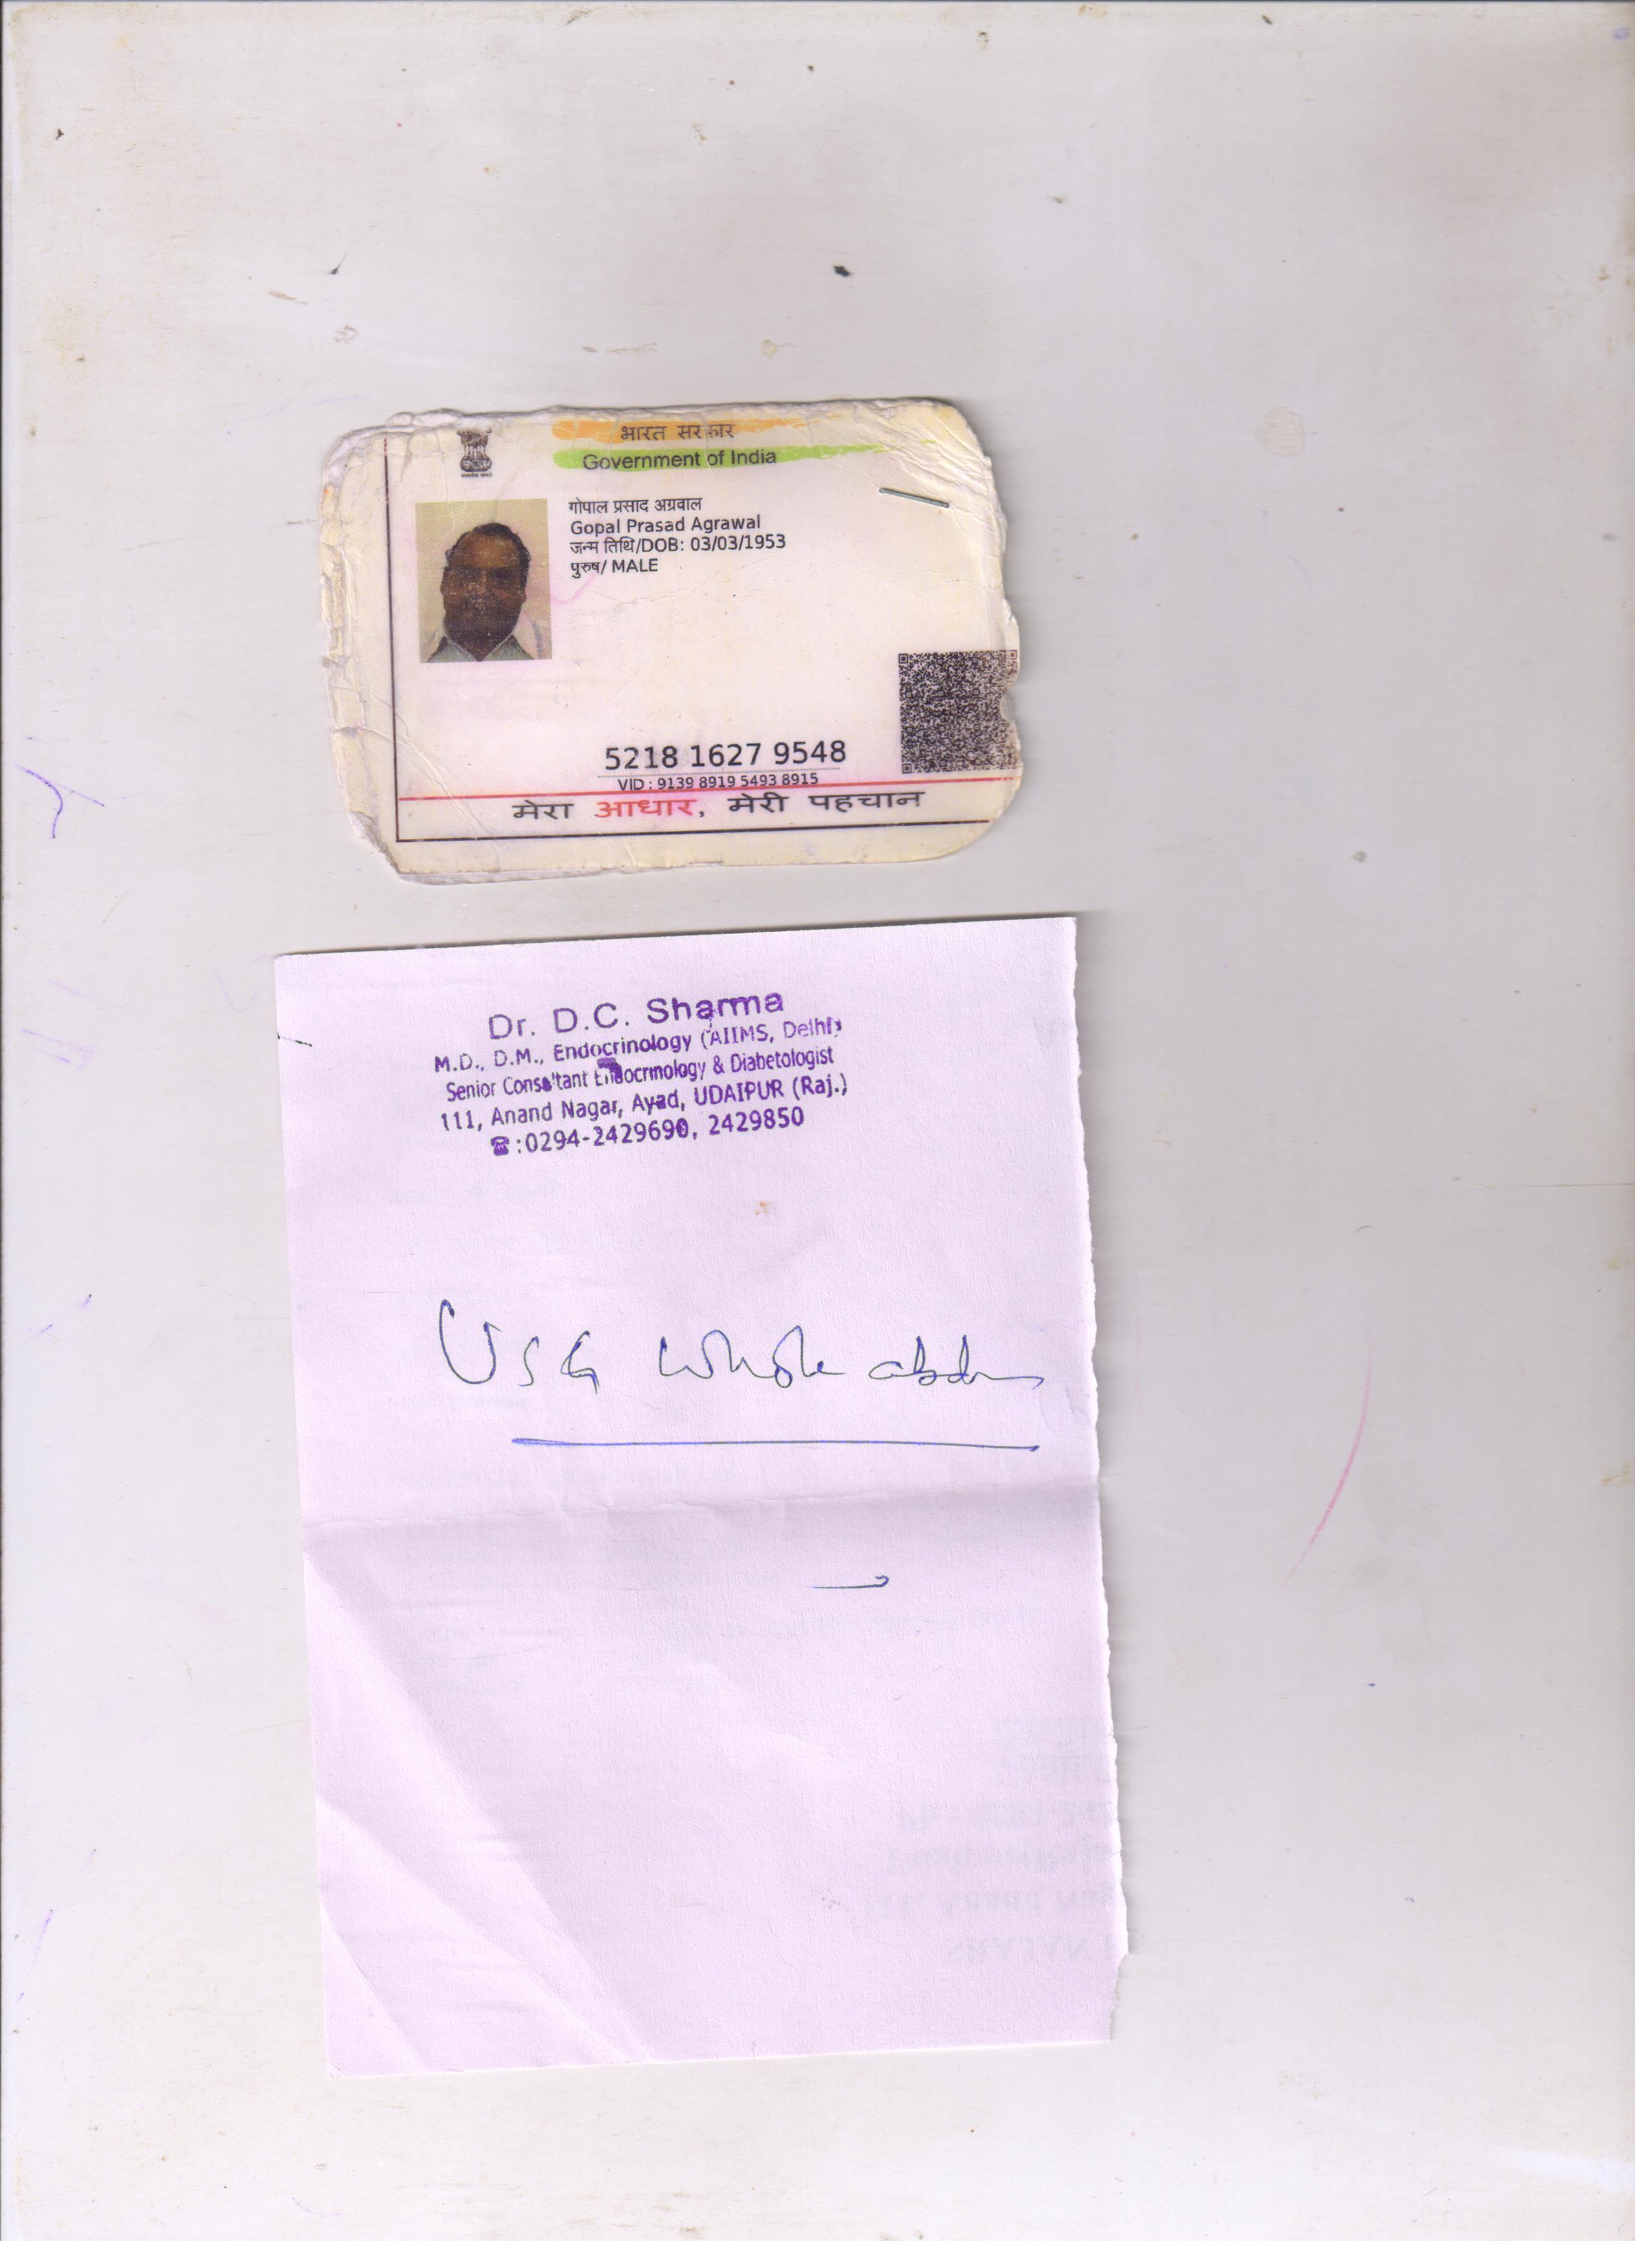 भारत सरकार
Government of India
गोपाल प्रसाद अग्रवाल
Gopal Prasad Agrawal
जन्म तिथि/DOB: 03/03/1953
पुरुष/ MALE
5218 1627 9548
VID : 9139 8919 5493 8915
मेरा आधार, मेरी पहचान
Dr. D.C. Sharma
M.D., D.M., Endocrinology (AIIMS, Delhi)
Senior Consultant Endocrinology & Diabetologist
111, Anand Nagar, Ayad, UDAIPUR (Raj.)
☎:0294-2429690, 2429850
USG Whole